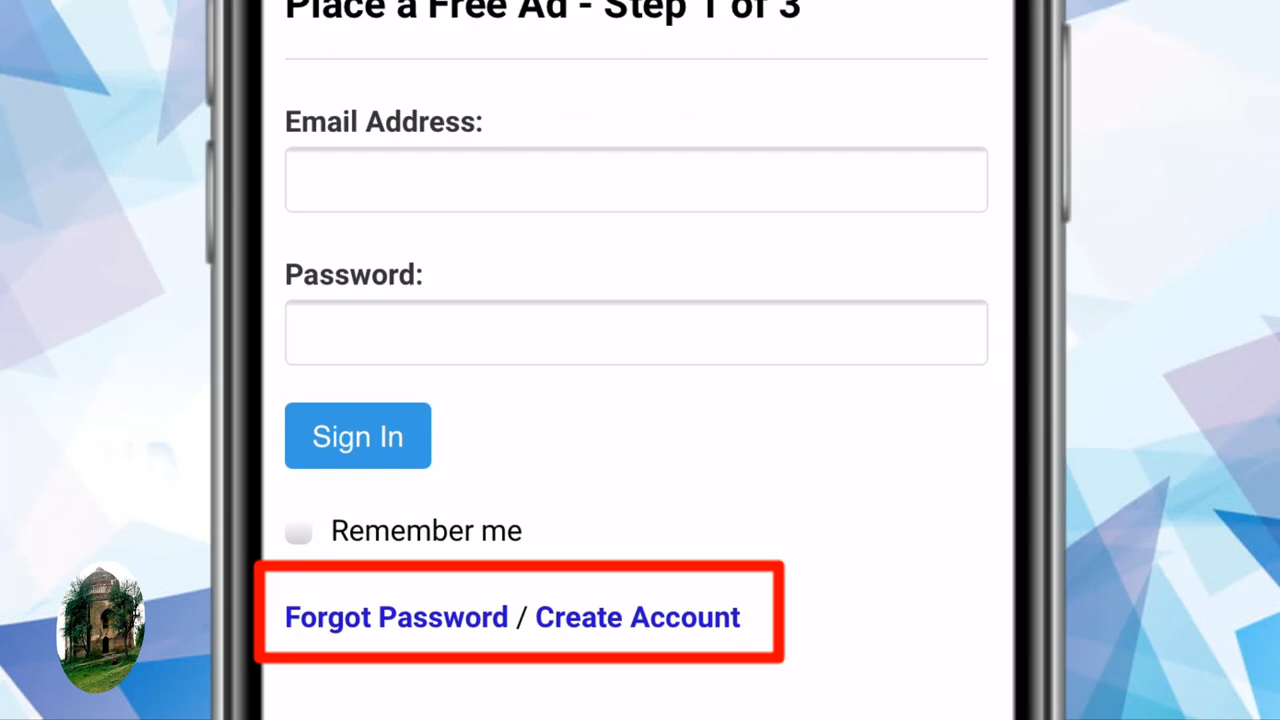 Place a Free Ad - Step 1 of 3
Email Address:
Password:
Sign In
Remember me
Forgot Password / Create Account